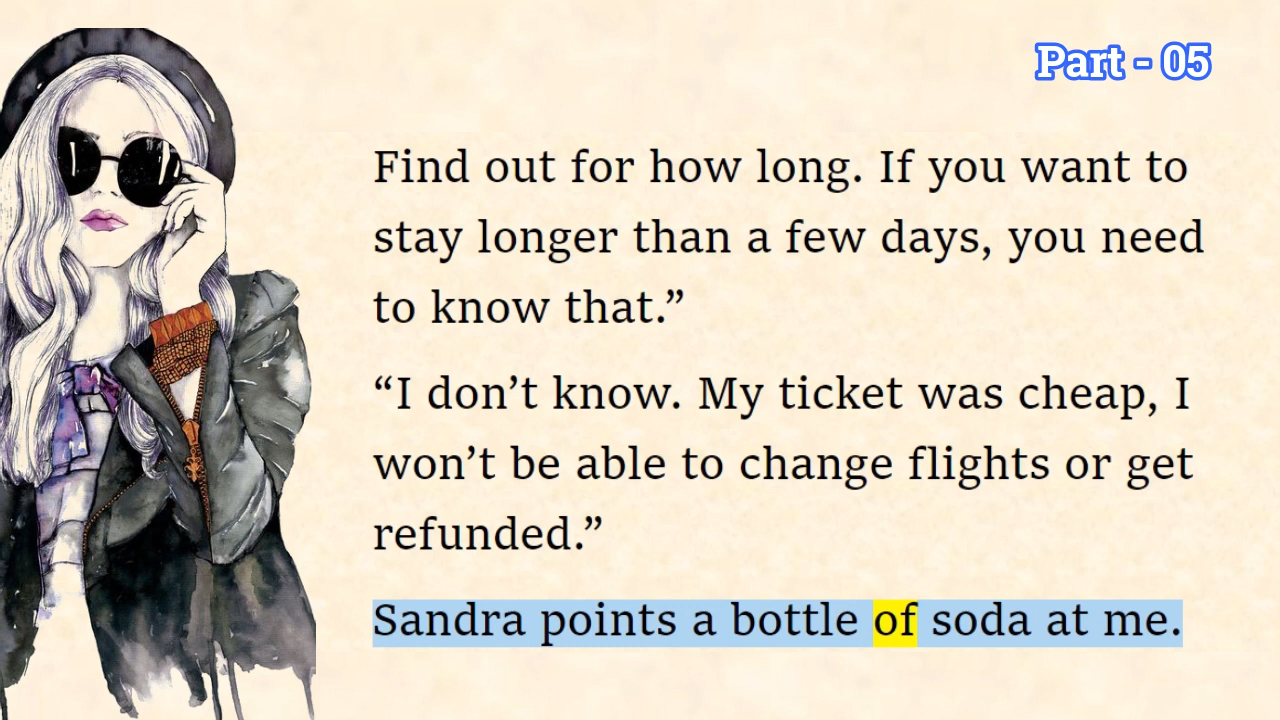 Part - 05
Find out for how long. If you want to
stay longer than a few days, you need
to know that.”
“I don’t know. My ticket was cheap, I
won’t be able to change flights or get
refunded.”
Sandra points a bottle of soda at me.